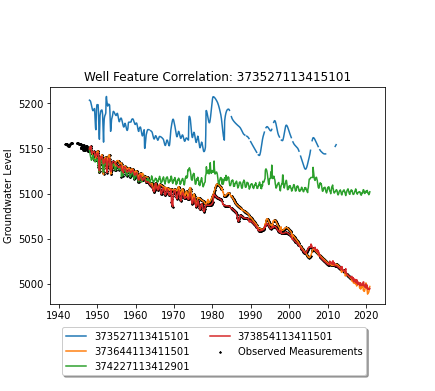 Well Feature Correlation: 373527113415101
Groundwater Level
5200
5150
5100
5050
5000
1940 1950 1960 1970 1980 1990 2000 2010 2020
373527113415101
373644113411501
374227113412901
373854113411501
Observed Measurements